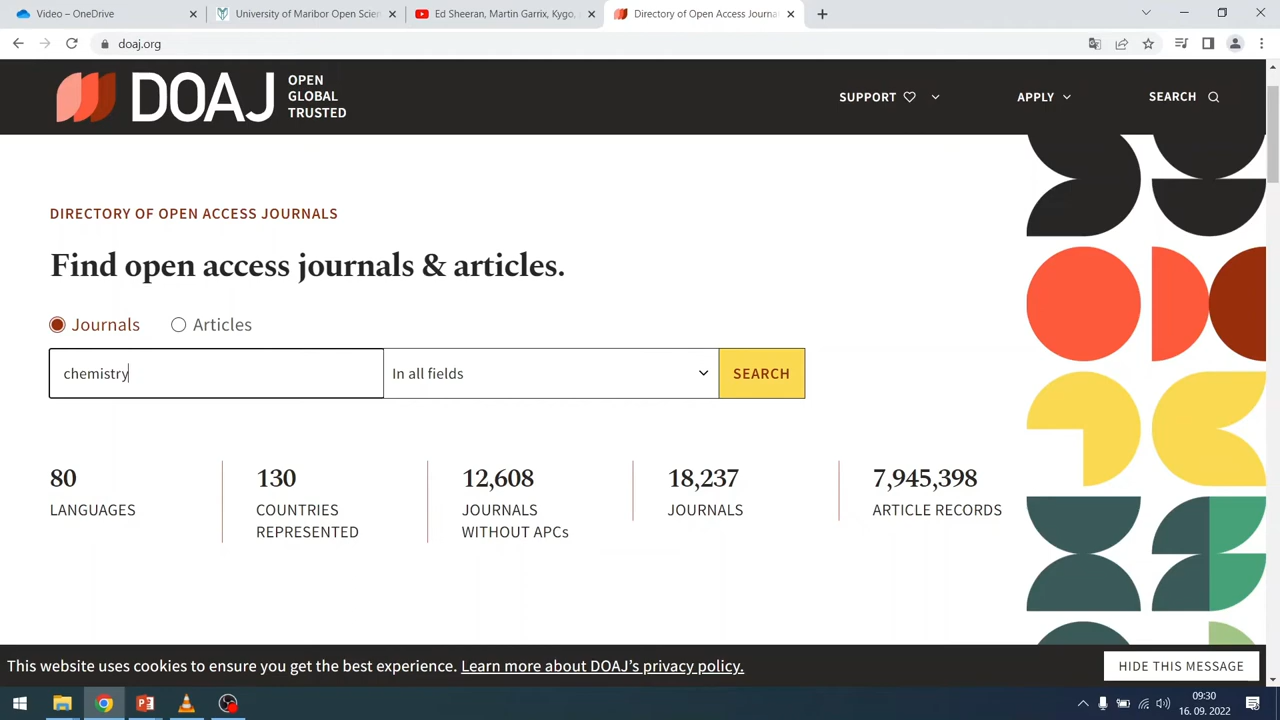 Video – OneDrive
University of Maribor Open Scien
Ed Sheeran, Martin Garrix, Kygo,
Directory of Open Access Journa
doaj.org
DOAJ
OPEN
GLOBAL
TRUSTED
SUPPORT
APPLY
SEARCH
DIRECTORY OF OPEN ACCESS JOURNALS
Find open access journals & articles.
Journals
Articles
chemistry
In all fields
SEARCH
80
LANGUAGES
130
COUNTRIES
REPRESENTED
12,608
JOURNALS
WITHOUT APCs
18,237
JOURNALS
7,945,398
ARTICLE RECORDS
This website uses cookies to ensure you get the best experience. Learn more about DOAJ's privacy policy.
HIDE THIS MESSAGE
09:30
16. 09. 2022